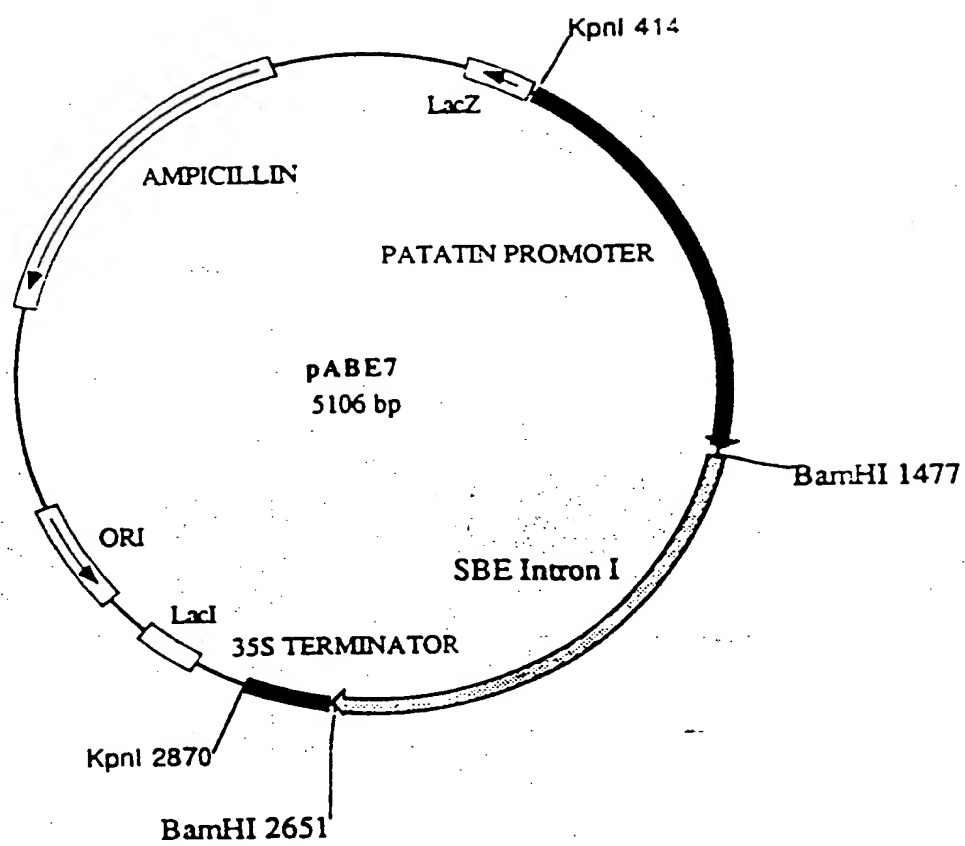 KpnI 414
LacZ
AMPICILLIN
PATATIN PROMOTER
pABE7
5106 bp
BamHI 1477
ORI
SBE Intron I
LacI
35S TERMINATOR
KpnI 2870
BamHI 2651